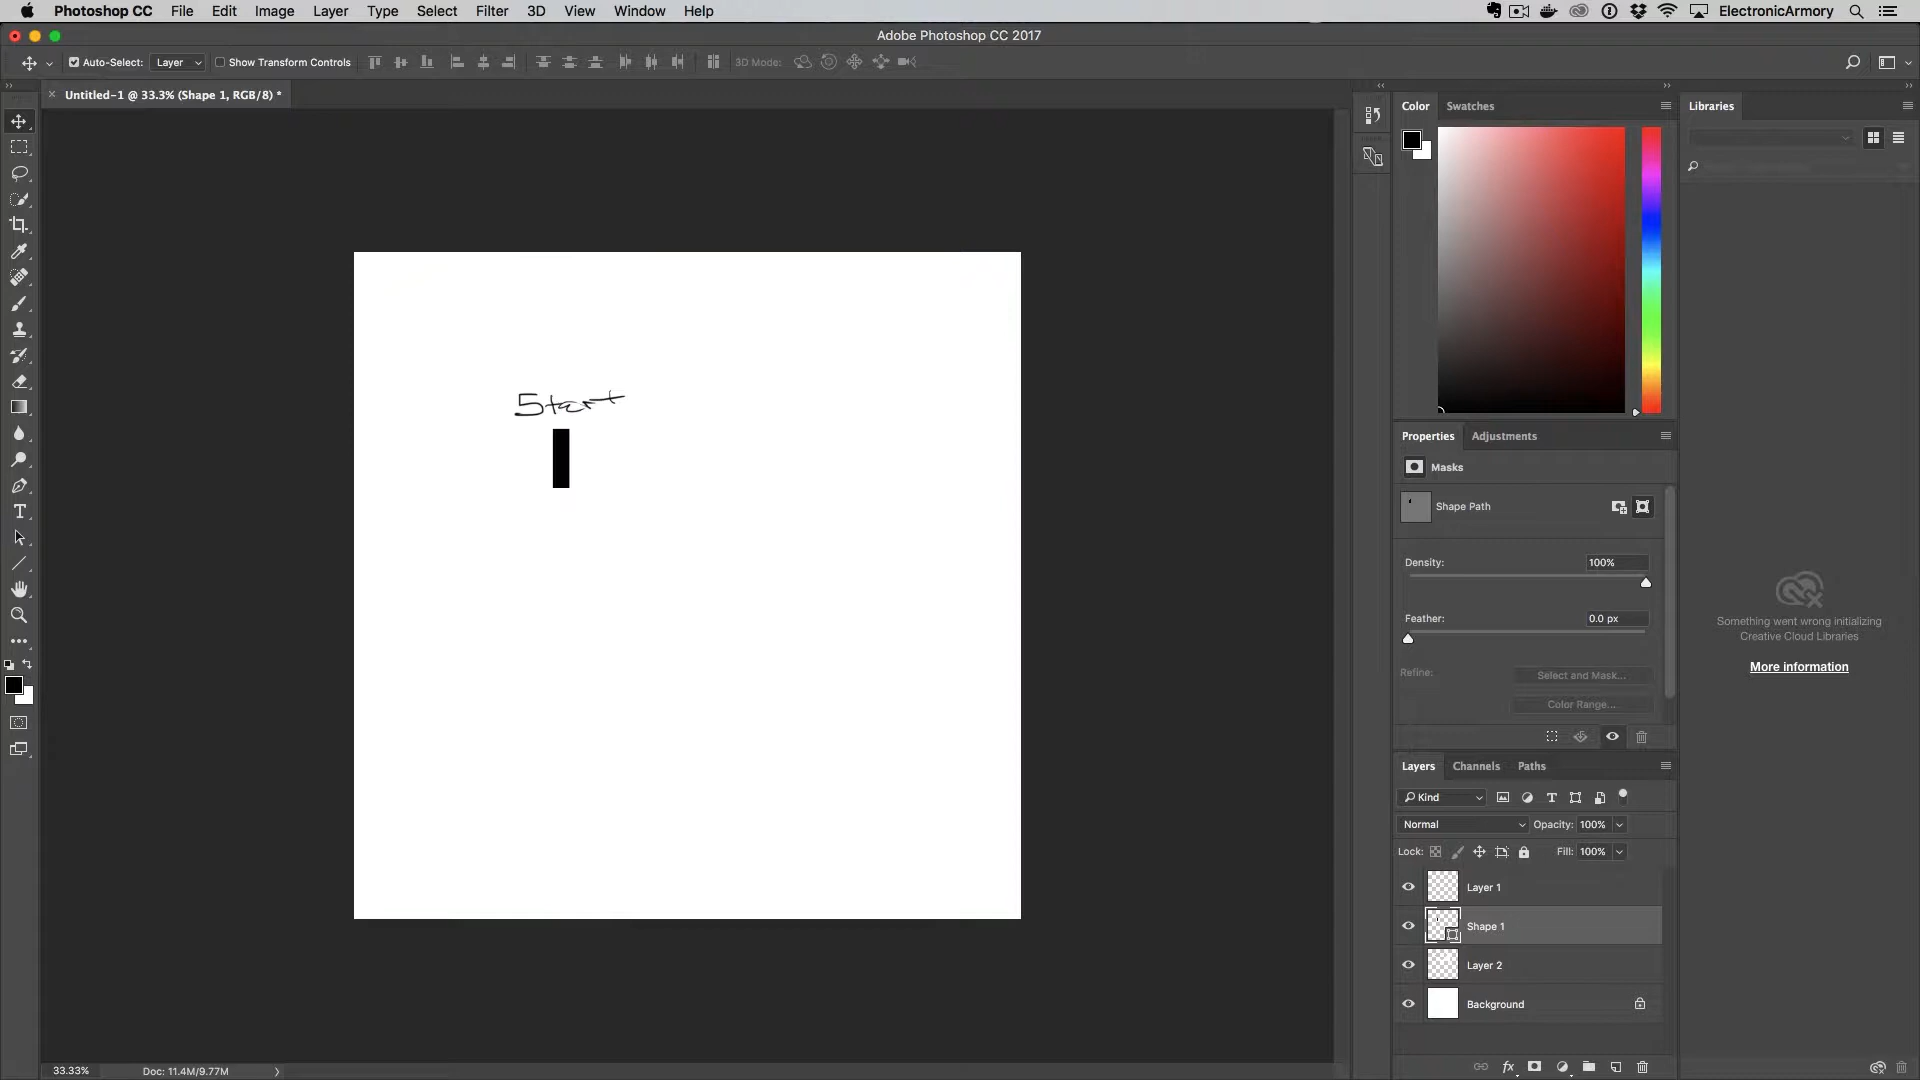 Photoshop CC File Edit Image Layer Type Select Filter 3D View Window Help ElectronicArmory
Adobe Photoshop CC 2017
Auto-Select: Layer Show Transform Controls 3D Mode:
Untitled-1 @ 33.3% (Shape 1, RGB/8) *
Color Swatches
Libraries
Start
Properties Adjustments
Masks
Shape Path
Density: 100%
Feather: 0.0 px
Something went wrong initializing
Creative Cloud Libraries
More information
Refine: Select and Mask...
Color Range...
Layers Channels Paths
Kind
Normal Opacity: 100%
Lock: Fill: 100%
Layer 1
Shape 1
Layer 2
Background
33.33% Doc: 11.4M/9.77M